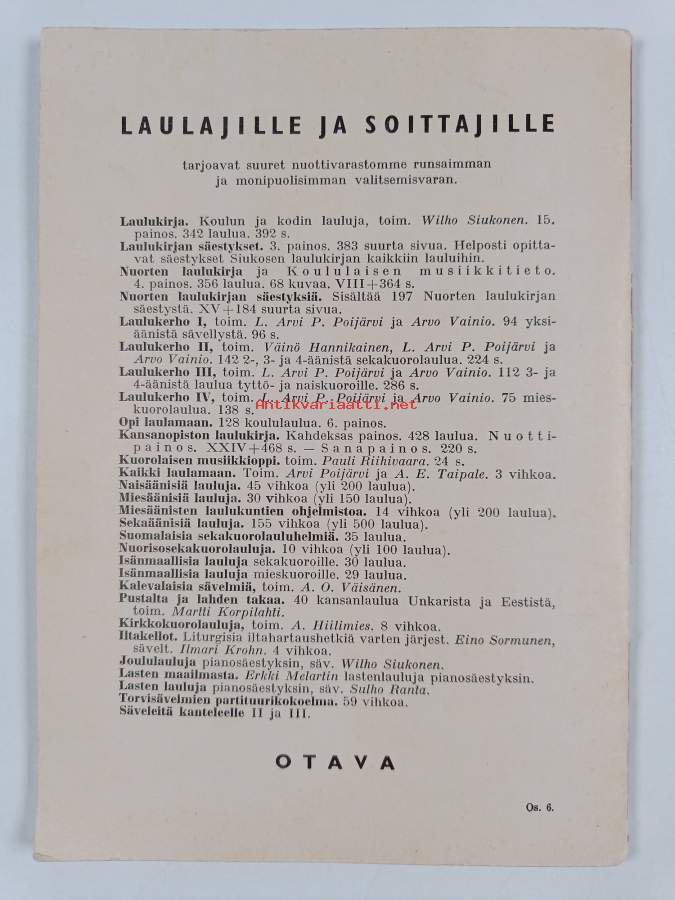 LAULAJILLE JA SOITTAJILLE
tarjoavat suuret nuottivarastomme runsaimman
ja monipuolisimman valitsemisvaran.
Laulukirja. Koulun ja kodin lauluja, toim. Wilho Siukonen. 15.
painos. 342 laulua. 392 s.
Laulukirjan säestykset. 3. painos. 383 suurta sivua. Helposti opitta-
vat säestykset Siukosen laulukirjan kaikkiin lauluihin.
Nuorten laulukirja ja Koululaisen musiikkitieto.
4. painos. 356 laulua. 68 kuvaa. VIII+364 s.
Nuorten laulukirjan säestyksiä. Sisältää 197 Nuorten laulukirjan
säestystä. XV+184 suurta sivua.
Laulukerho I, toim. L. Arvi P. Poijärvi ja Arvo Vainio. 94 yksi-
äänistä sävellystä. 96 s.
Laulukerho II, toim. Väinö Hannikainen, L. Arvi P. Poijärvi ja
Arvo Vainio. 142 2-, 3- ja 4-äänistä sekakuorolaulua. 224 s.
Laulukerho III, toim. L. Arvi P. Poijärvi ja Arvo Vainio. 112 3- ja
4-äänistä laulua tyttö- ja naiskuoroille. 286 s.
Laulukerho IV, toim. L. Arvi P. Poijärvi ja Arvo Vainio. 75 mies-
kuorolaulua. 138 s.
Antikvariaatti.net
Opi laulamaan. 128 koululaulua. 6. painos.
Kansanopiston laulukirja. Kahdeksas painos. 428 laulua. Nuotti-
painos. XXIV+468 s. — Sanapainos. 220 s.
Kuorolaisen musiikkioppi. toim. Pauli Riihivaara. 24 s.
Kaikki laulamaan. Toim. Arvi Poijärvi ja A. E. Taipale. 3 vihkoa.
Naisäänisiä lauluja. 45 vihkoa (yli 200 laulua).
Miesäänisiä lauluja. 30 vihkoa (yli 150 laulua).
Miesäänisten laulukuntien ohjelmistoa. 14 vihkoa (yli 200 laulua).
Sekaäänisiä lauluja. 155 vihkoa (yli 500 laulua).
Suomalaisia sekakuorolauluhelmiä. 35 laulua.
Nuorisosekakuorolauluja. 10 vihkoa (yli 100 laulua).
Isänmaallisia lauluja sekakuoroille. 30 laulua.
Isänmaallisia lauluja mieskuoroille. 29 laulua.
Kalevalaisia sävelmiä, toim. A. O. Väisänen.
Pustalta ja lahden takaa. 40 kansanlaulua Unkarista ja Eestistä,
toim. Martti Korpilahti.
Kirkkokuorolauluja, toim. A. Hiilimies. 8 vihkoa.
Iltakellot. Liturgisia iltahartaushetkiä varten järjest. Eino Sormunen,
sävelt. Ilmari Krohn. 4 vihkoa.
Joululauluja pianosäestyksin, säv. Wilho Siukonen.
Lasten maailmasta. Erkki Melartin lastenlauluja pianosäestyksin.
Lasten lauluja pianosäestyksin, säv. Sulho Ranta.
Torvisävelmien partituurikokoelma. 59 vihkoa.
Säveleitä kanteleelle II ja III.
OTAVA
Os. 6.